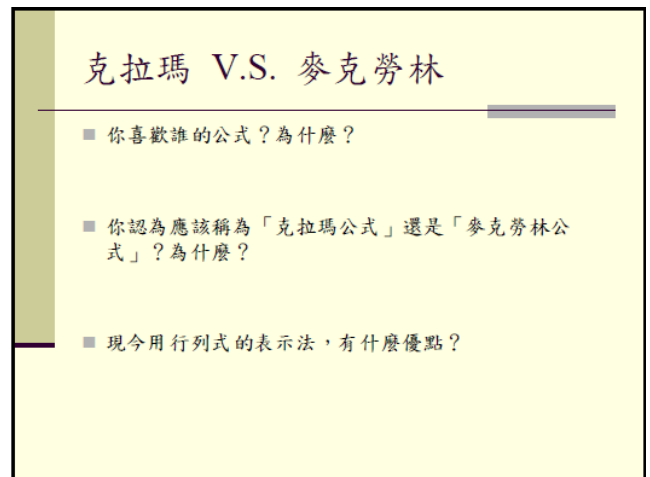 克拉瑪 V.S. 麥克勞林
你喜歡誰的公式？為什麼？
你認為應該稱為「克拉瑪公式」還是「麥克勞林公
式」？為什麼？
現今用行列式的表示法，有什麼優點？